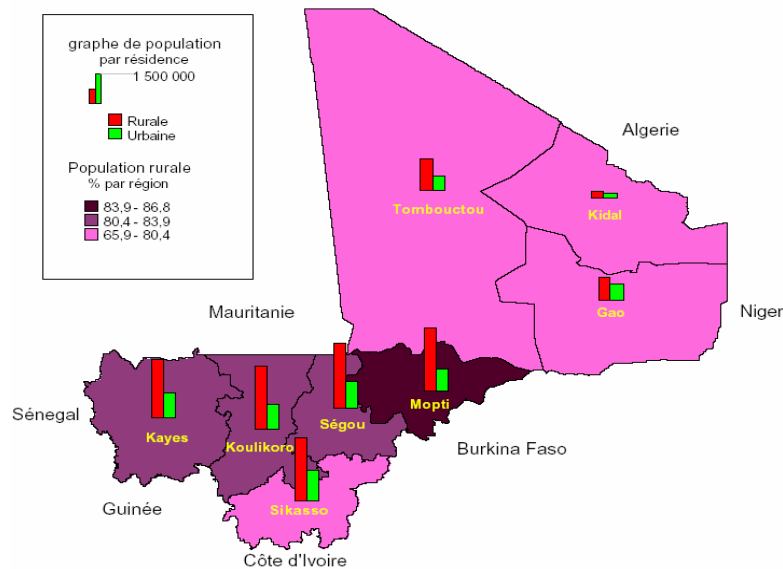 graphe de population
par résidence
1 500 000
Rurale
Urbaine
Population rurale
% par région
83,9 - 86,8
80,4 - 83,9
65,9 - 80,4
Algerie
Tombouctou
Kidal
Gao
Niger
Mauritanie
Sénegal
Kayes
Koulikoro
Ségou
Mopti
Burkina Faso
Guinée
Sikasso
Côte d'Ivoire